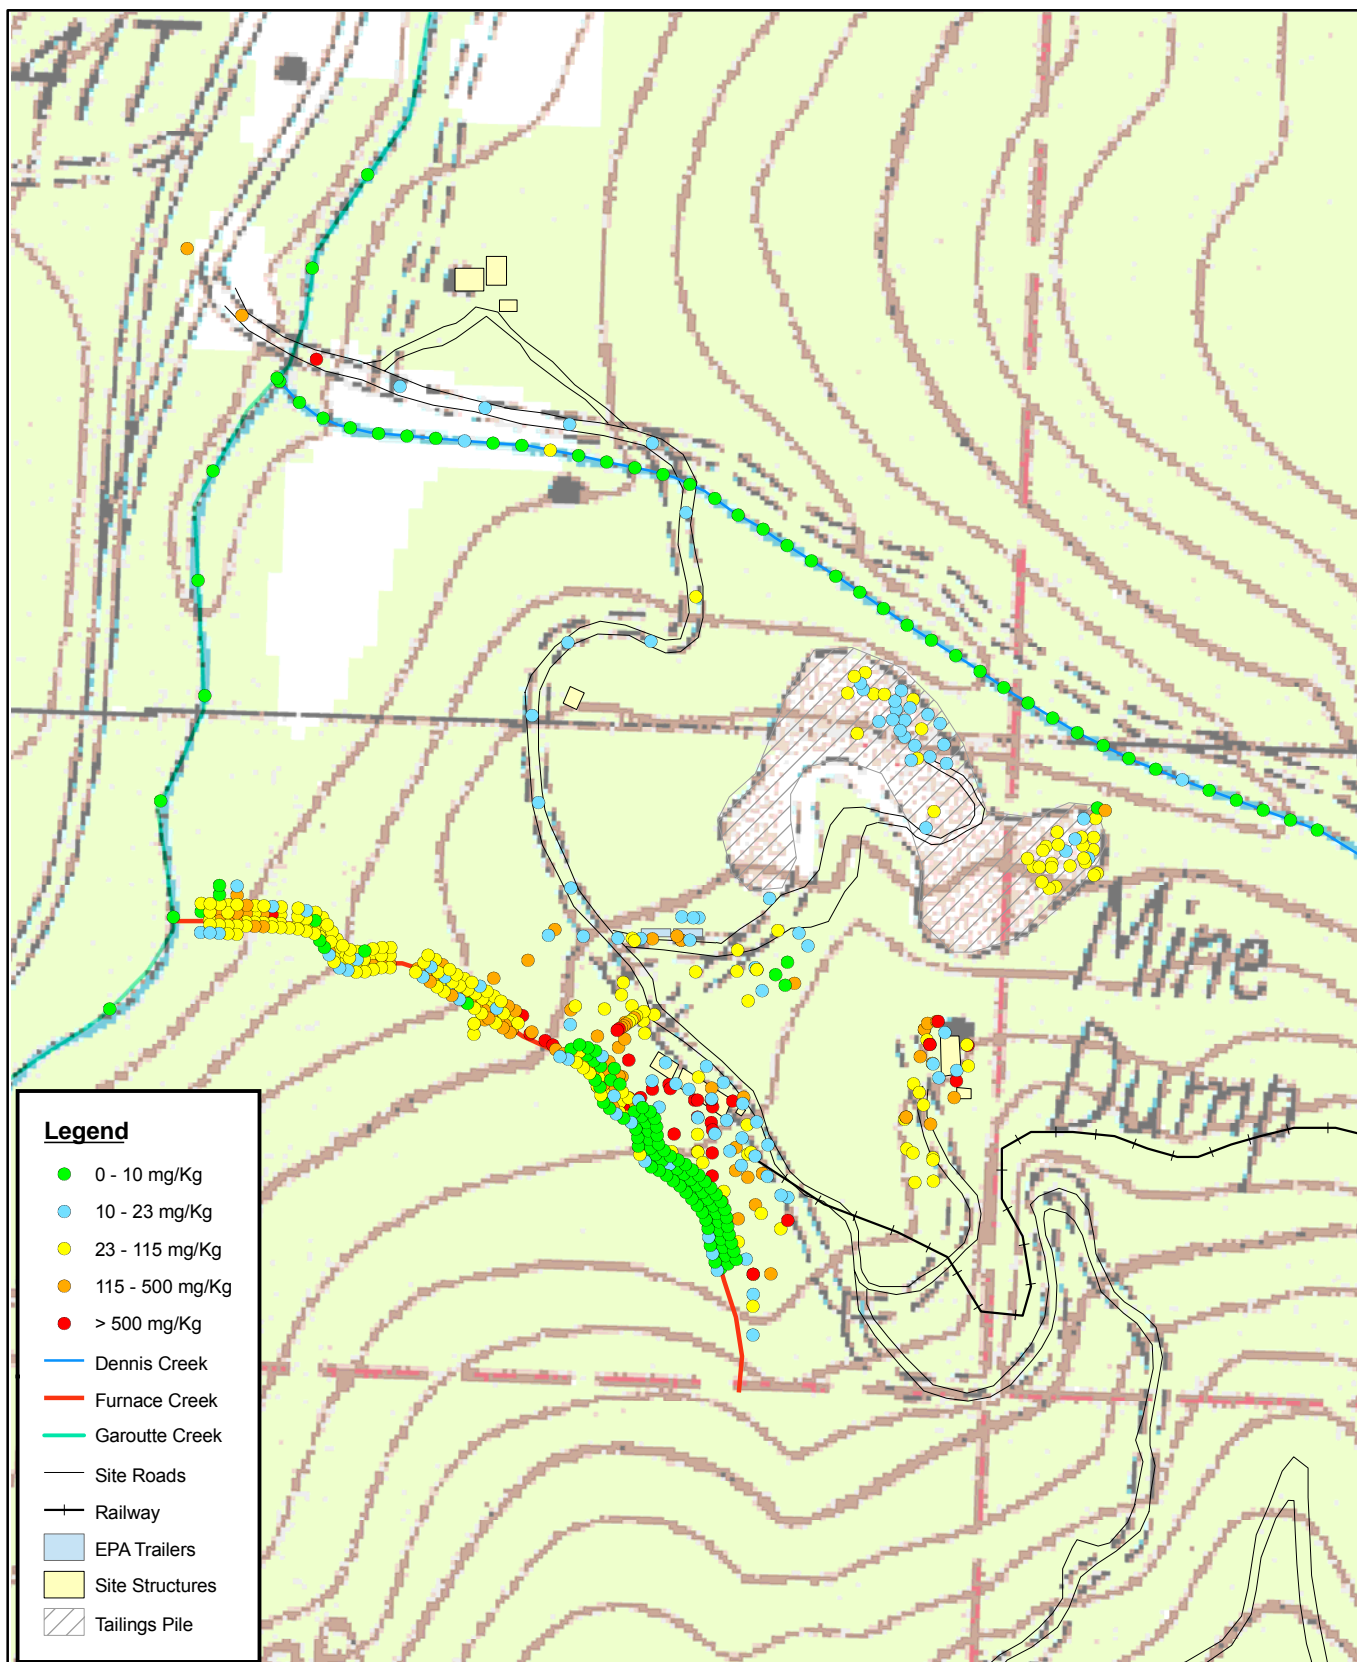 4T
Mine
Dump
Legend
0 - 10 mg/Kg
10 - 23 mg/Kg
23 - 115 mg/Kg
115 - 500 mg/Kg
> 500 mg/Kg
Dennis Creek
Furnace Creek
Garoutte Creek
Site Roads
Railway
EPA Trailers
Site Structures
Tailings Pile